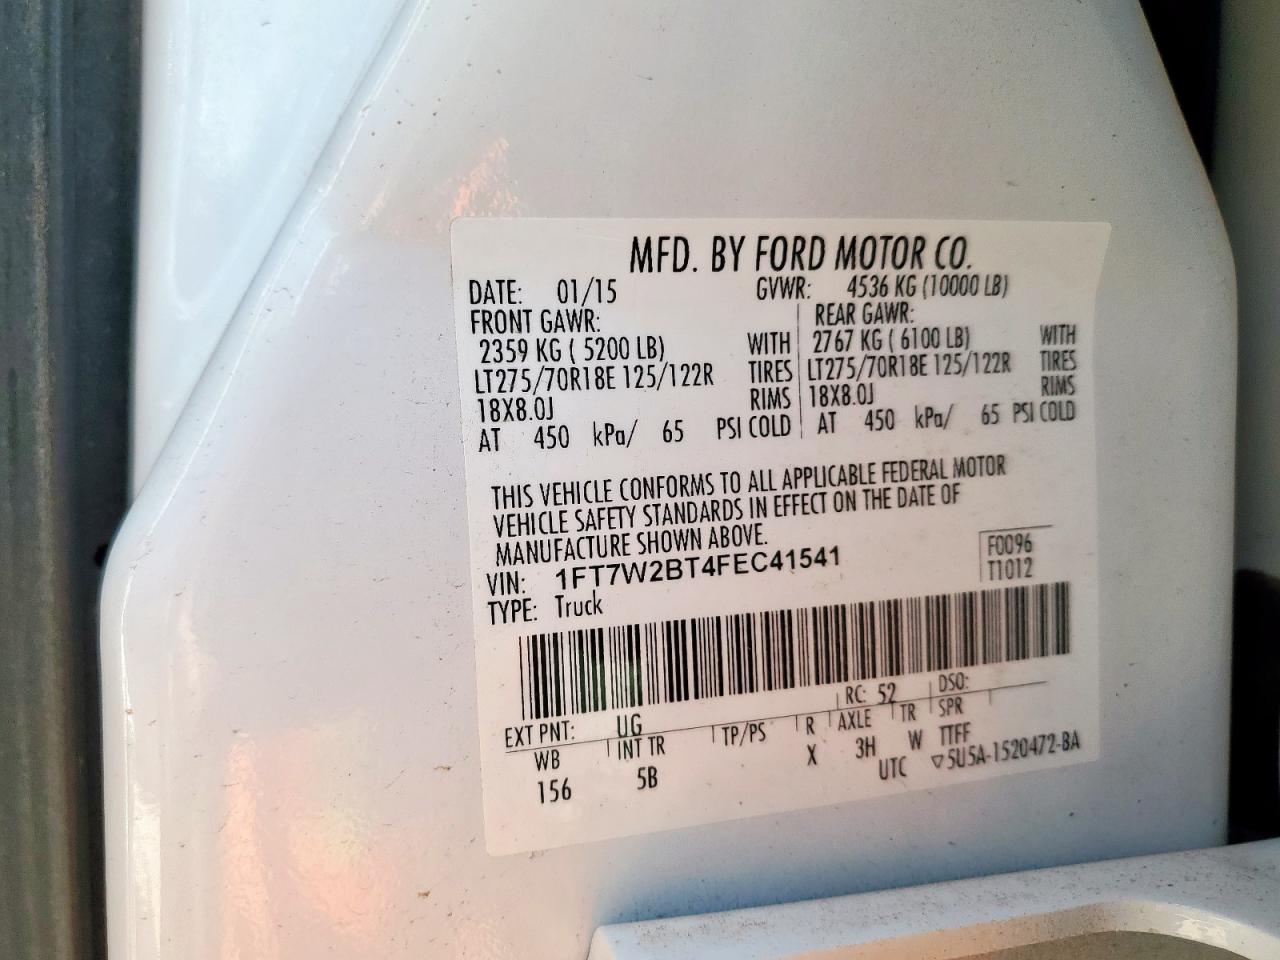 MFD. BY FORD MOTOR CO.
DATE: 01/15 GVWR: 4536 KG (10000 LB)
FRONT GAWR: REAR GAWR:
2359 KG ( 5200 LB) WITH 2767 KG ( 6100 LB) WITH
LT275/70R18E 125/122R TIRES LT275/70R18E 125/122R TIRES
18X8.0J RIMS 18X8.0J RIMS
AT 450 kPa/ 65 PSI COLD AT 450 kPa/ 65 PSI COLD
THIS VEHICLE CONFORMS TO ALL APPLICABLE FEDERAL MOTOR
VEHICLE SAFETY STANDARDS IN EFFECT ON THE DATE OF
MANUFACTURE SHOWN ABOVE.
VIN: 1FT7W2BT4FEC41541 F0096
TYPE: Truck T1012
EXT PNT: UG RC: 52 DSO:
WB INT TR TP/PS R AXLE TR SPR
156 5B X 3H W TTFF
UTC ▽5U5A-1520472-BA